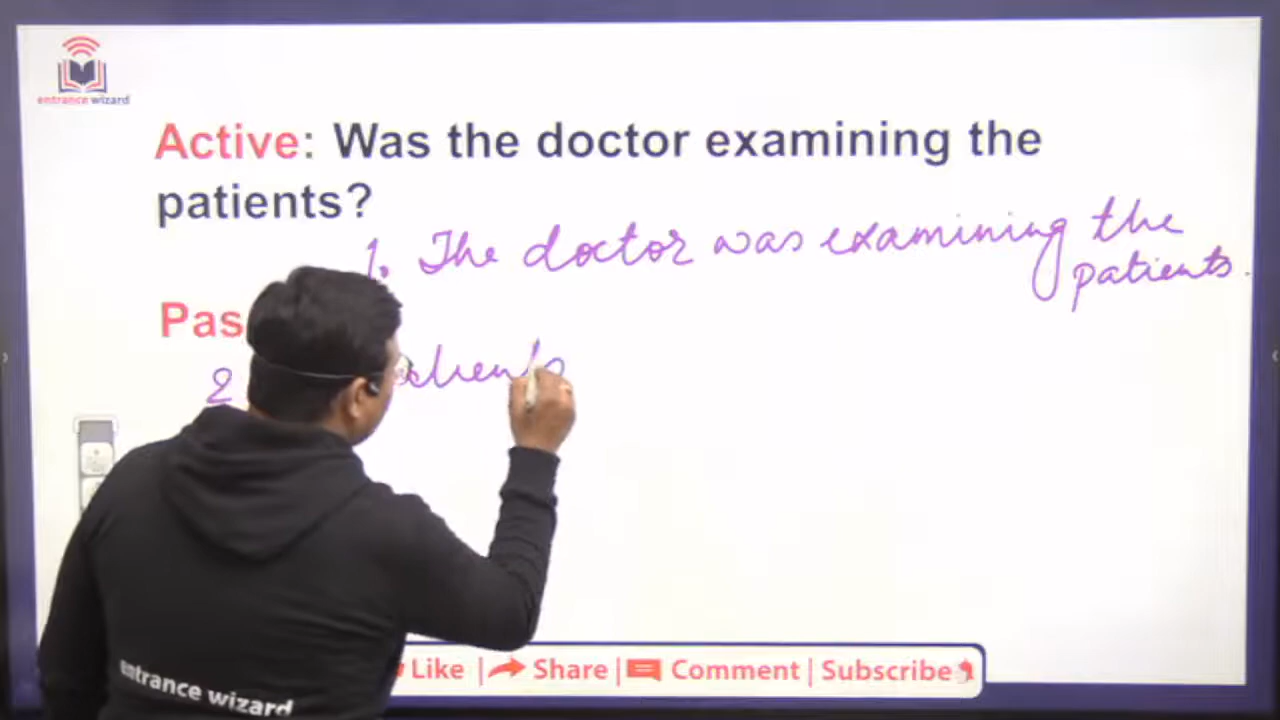 entrance wizard
Active: Was the doctor examining the
patients?
1. The doctor was examining the
patients.
Pas
2
Like | Share | Comment | Subscribe
entrance wizard